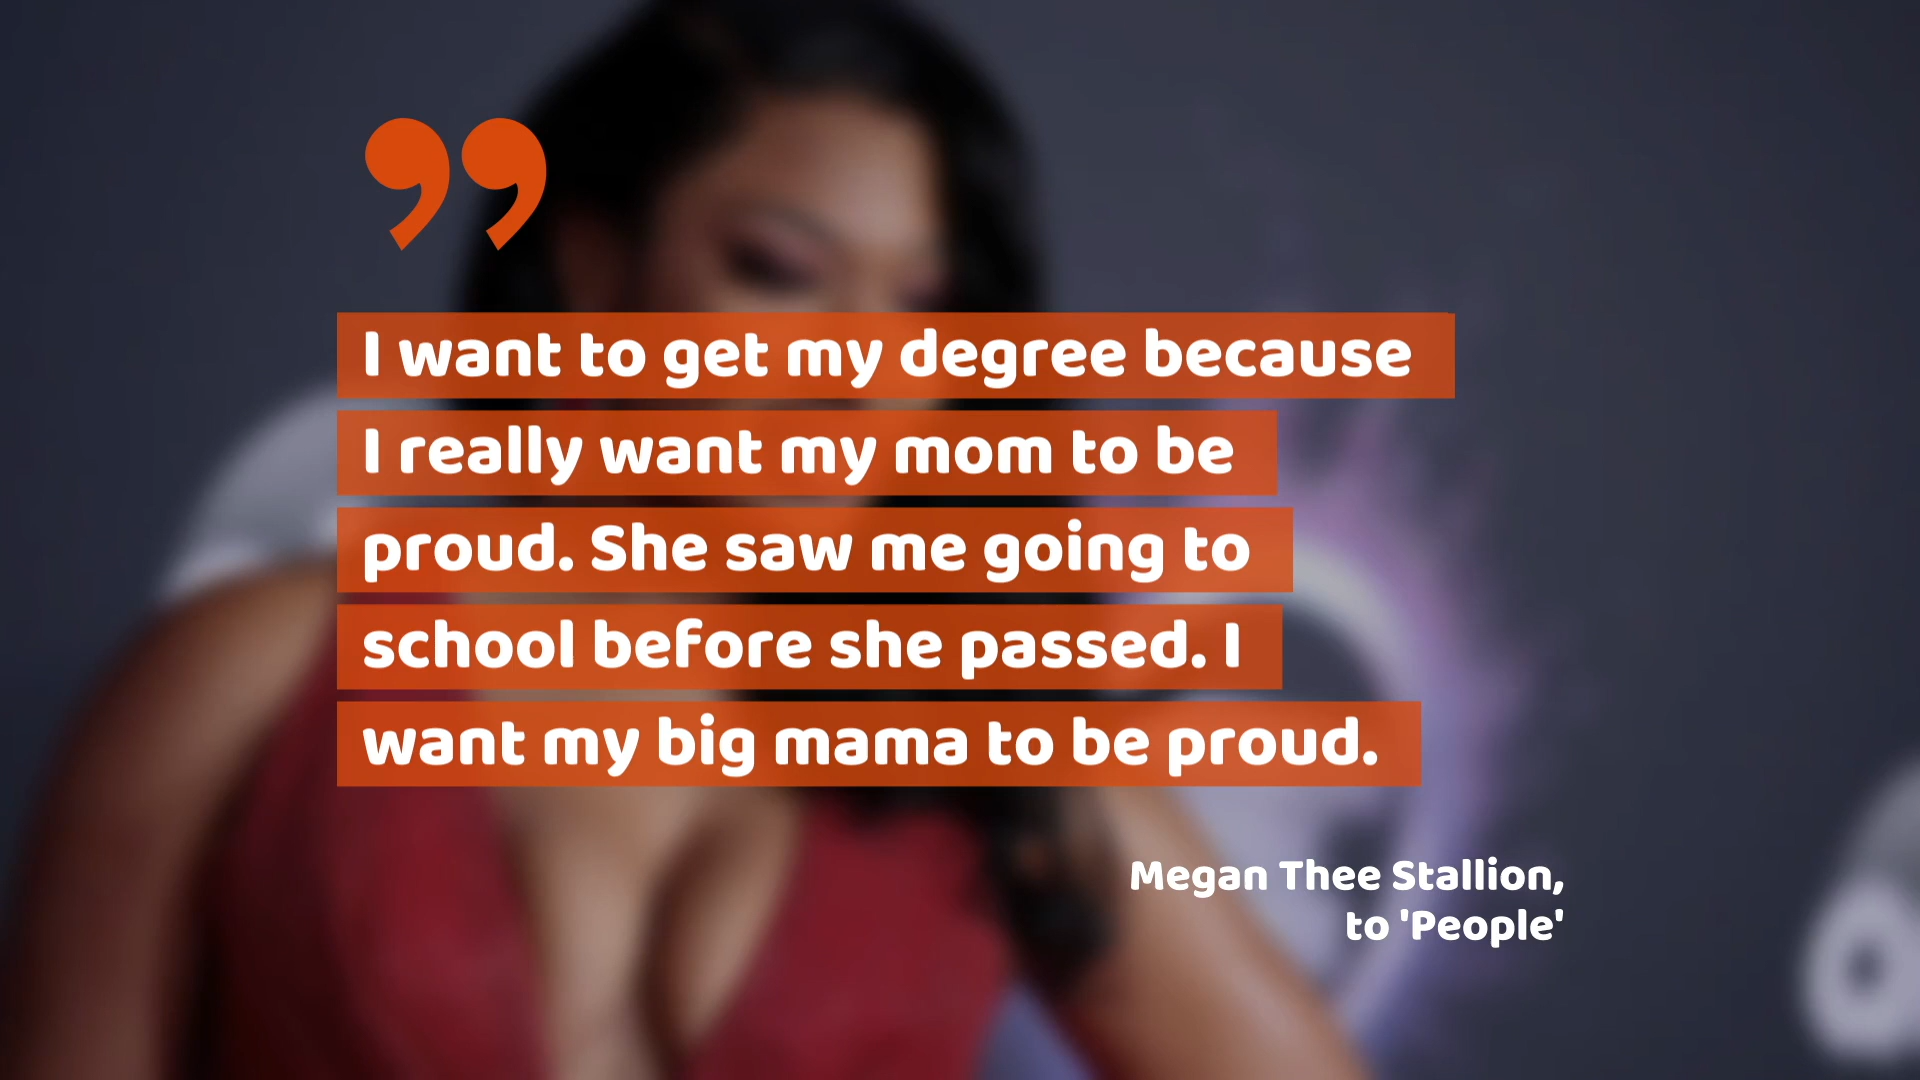 ”
I want to get my degree because
I really want my mom to be
proud. She saw me going to
school before she passed. I
want my big mama to be proud.
Megan Thee Stallion,
to 'People'